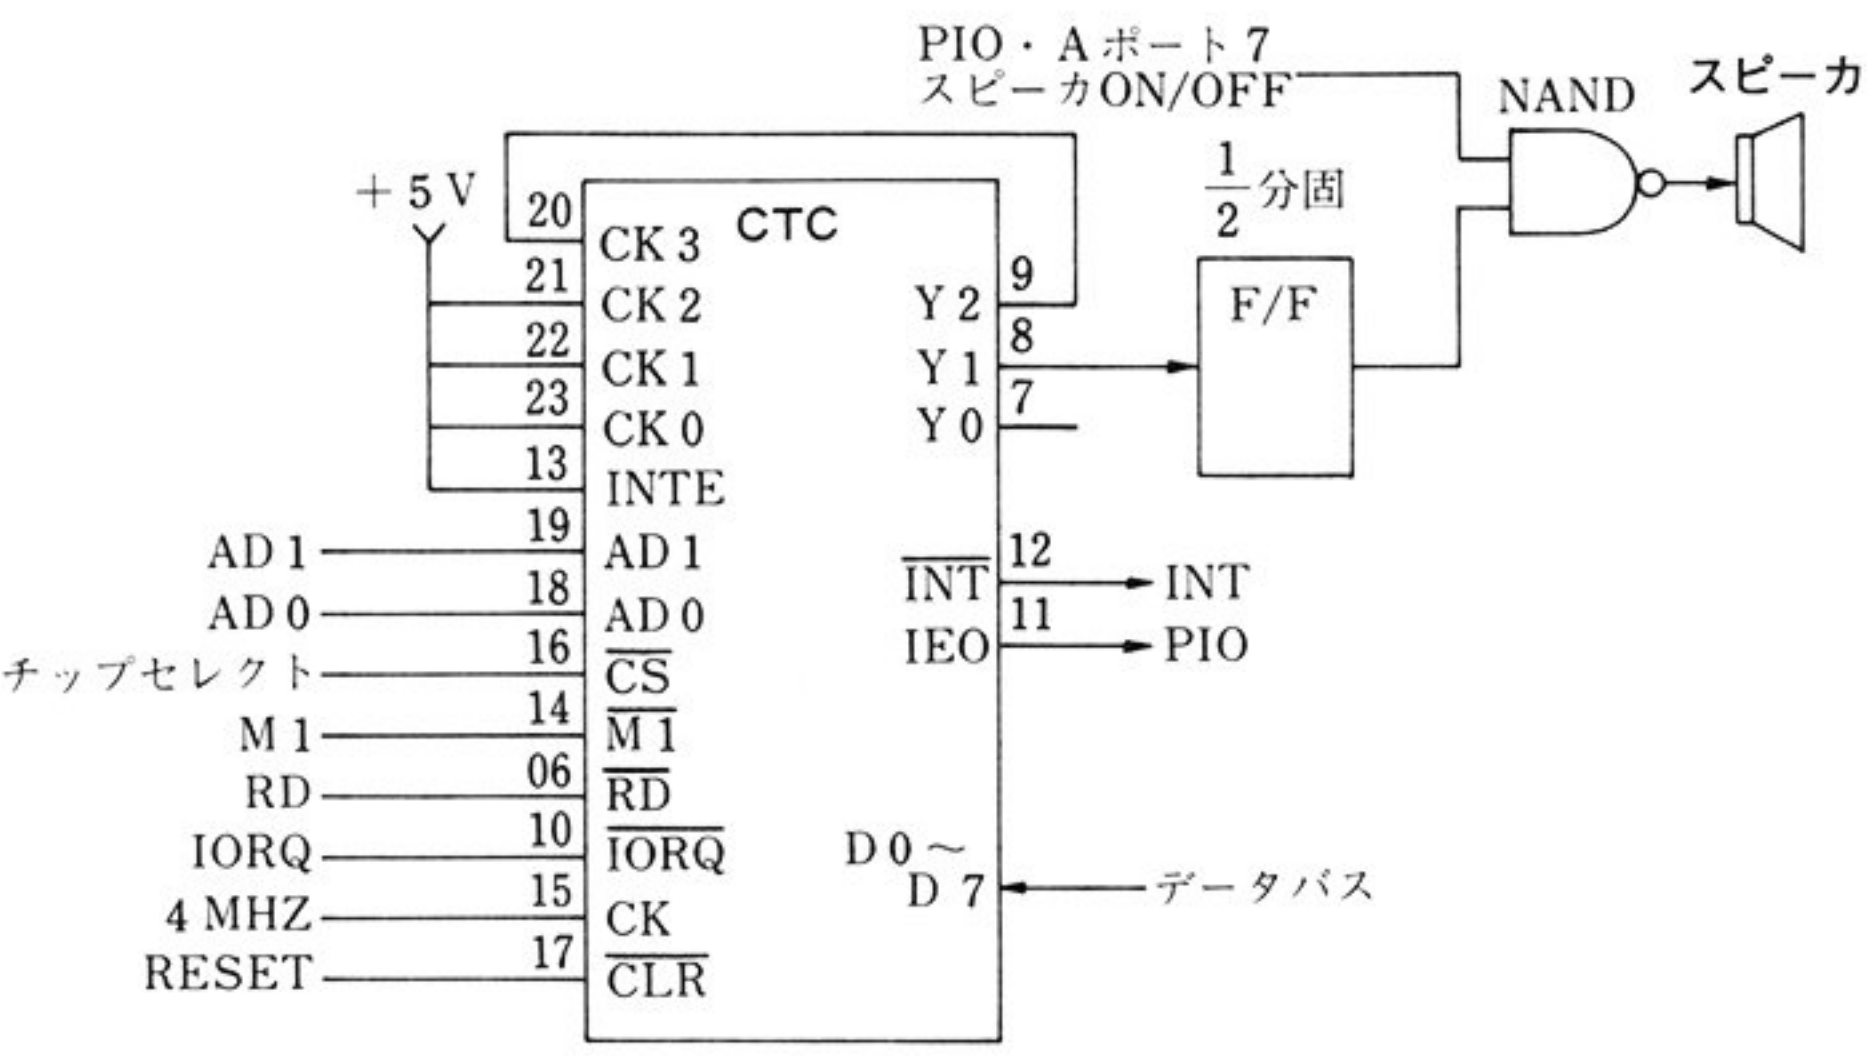 PIO・Aポート7
スピーカON/OFF
NAND
スピーカ
1
2
分固
+5V
CTC
20
CK3
21
CK2
22
CK1
23
CK0
13
INTE
AD1
19
AD1
AD0
18
AD0
チップセレクト
16
CS
M1
14
M1
RD
06
RD
IORQ
10
IORQ
4MHZ
15
CK
RESET
17
CLR
Y2
9
Y1
8
Y0
7
F/F
INT
12
INT
IEO
11
PIO
D0~
D7
データバス